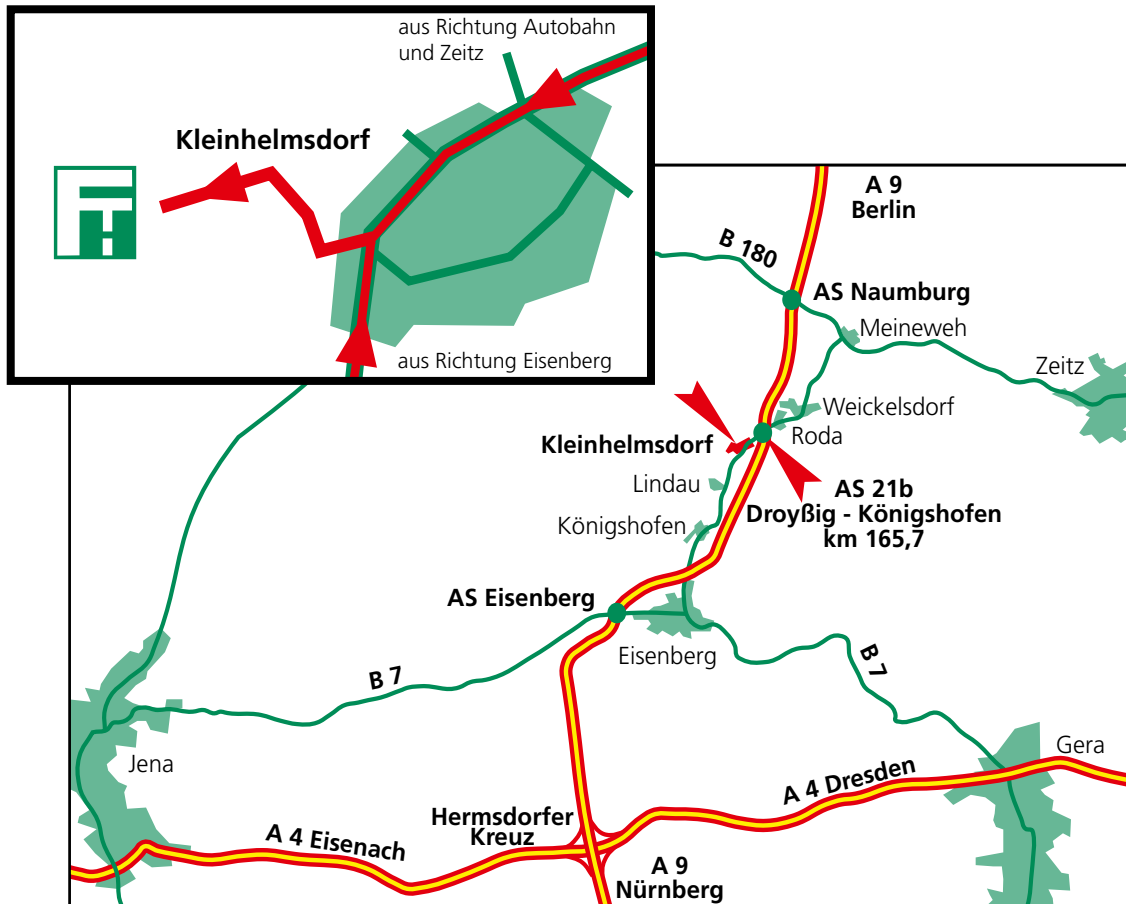 aus Richtung Autobahn
und Zeitz
Kleinhelmsdorf
FTH
aus Richtung Eisenberg
A 9
Berlin
B 180
AS Naumburg
Meineweh
Zeitz
Weickelsdorf
Roda
Kleinhelmsdorf
Lindau
AS 21b
Droyßig - Königshofen
km 165,7
Königshofen
AS Eisenberg
Eisenberg
B 7
B 7
Jena
Gera
A 4 Dresden
Hermsdorfer
Kreuz
A 4 Eisenach
A 9
Nürnberg